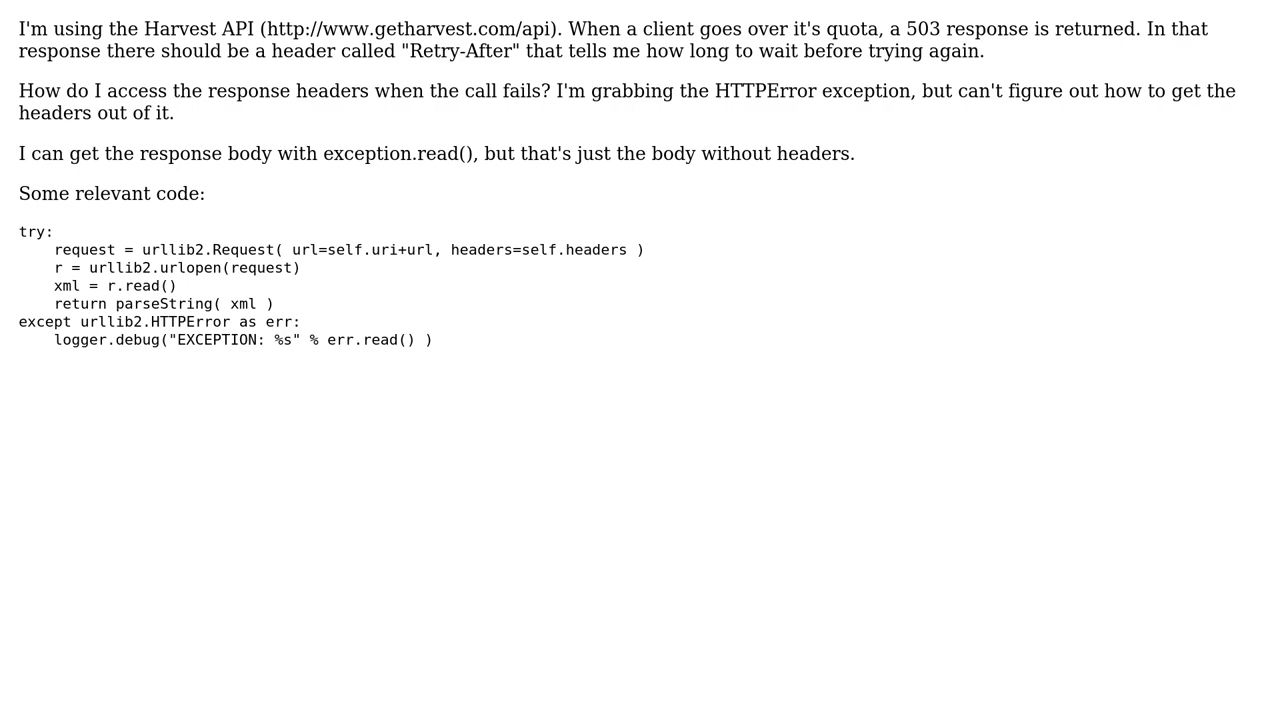 I'm using the Harvest API (http://www.getharvest.com/api). When a client goes over it's quota, a 503 response is returned. In that
response there should be a header called "Retry-After" that tells me how long to wait before trying again.
How do I access the response headers when the call fails? I'm grabbing the HTTPError exception, but can't figure out how to get the
headers out of it.
I can get the response body with exception.read(), but that's just the body without headers.
Some relevant code:
try:
    request = urllib2.Request( url=self.uri+url, headers=self.headers )
    r = urllib2.urlopen(request)
    xml = r.read()
    return parseString( xml )
except urllib2.HTTPError as err:
    logger.debug("EXCEPTION: %s" % err.read() )